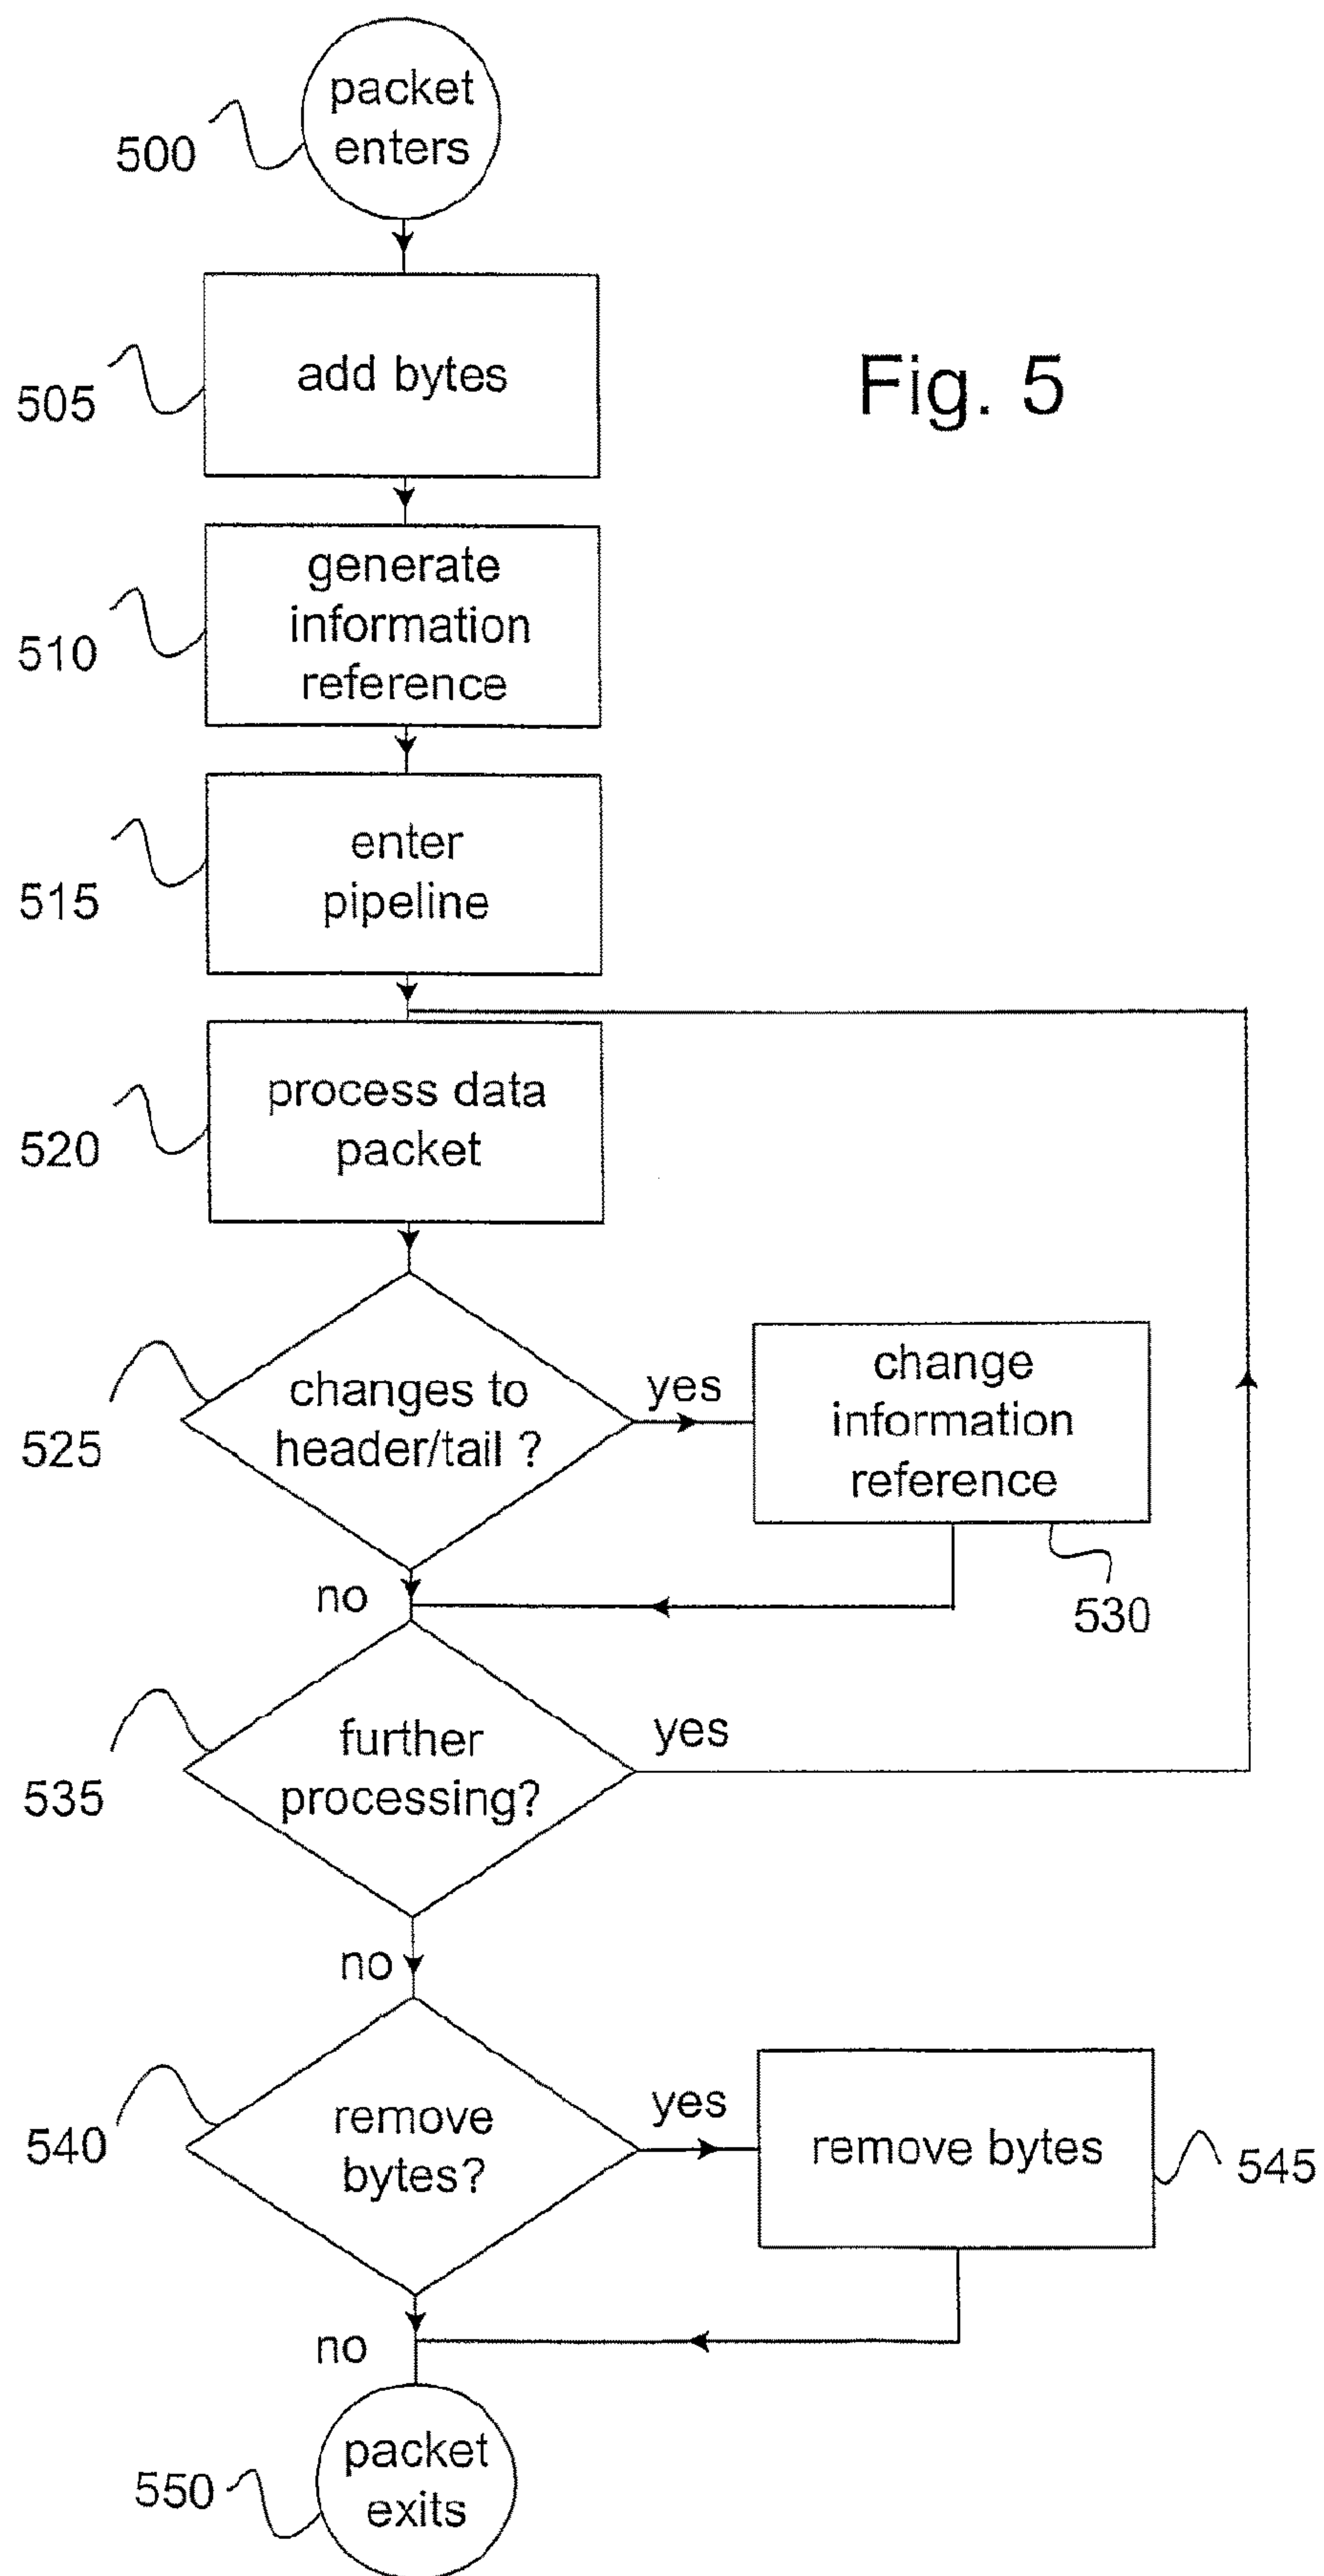 packet
enters
500
add bytes
505
Fig. 5
generate
information
reference
510
enter
pipeline
515
process data
packet
520
changes to
header/tail ?
525
yes
change
information
reference
530
no
further
processing?
535
yes
no
remove
bytes?
540
yes
remove bytes
545
no
packet
exits
550